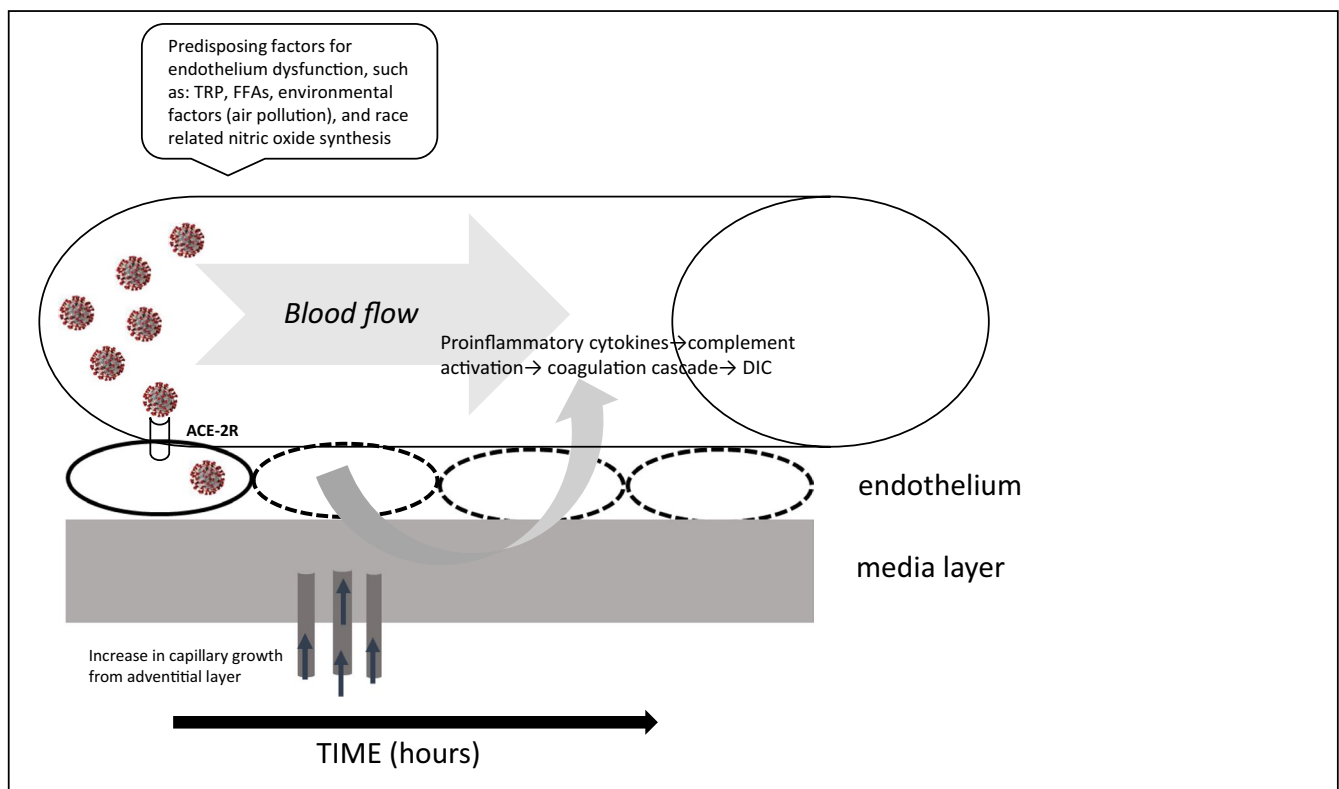 Predisposing factors for
endothelium dysfunction, such
as: TRP, FFAs, environmental
factors (air pollution), and race
related nitric oxide synthesis
Blood flow
Proinflammatory cytokines→complement
activation→ coagulation cascade→ DIC
ACE-2R
endothelium
media layer
Increase in capillary growth
from adventitial layer
TIME (hours)